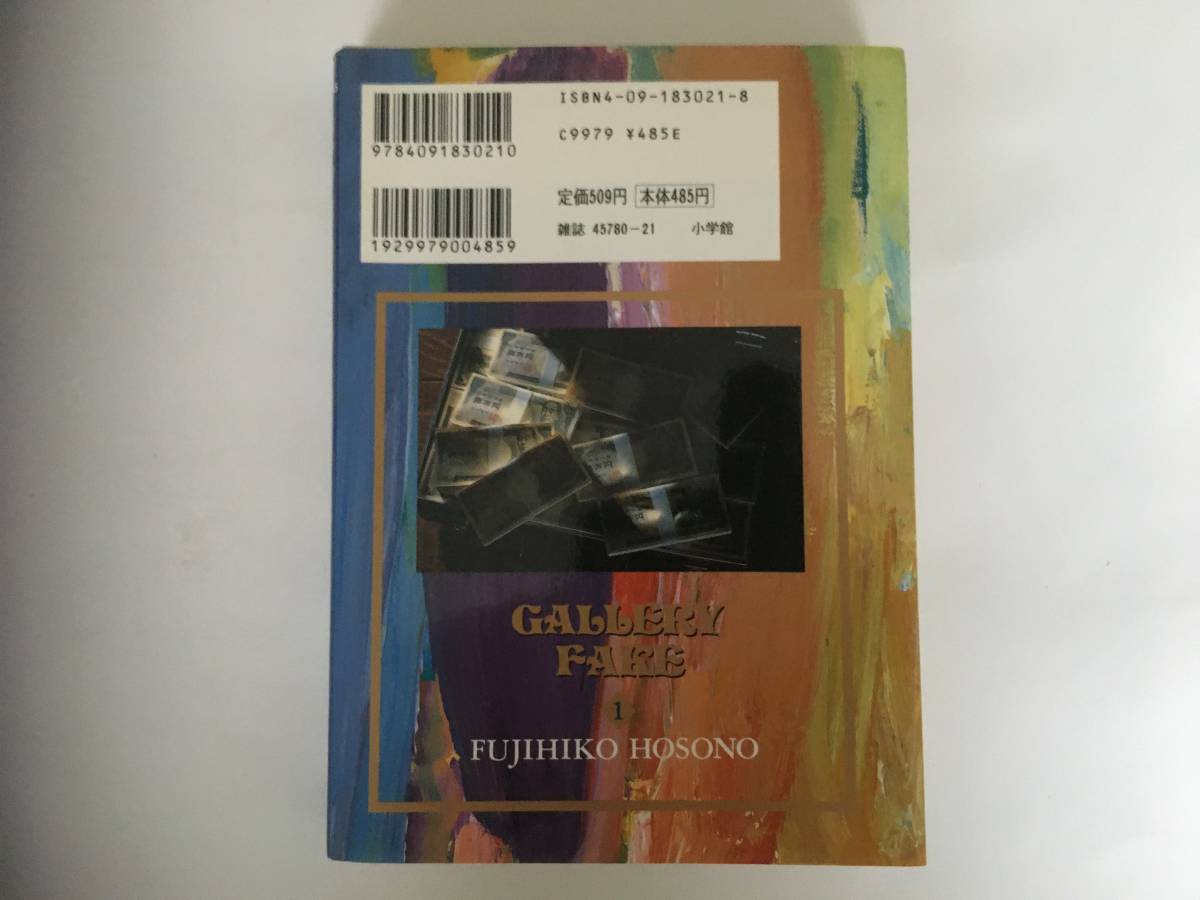 ISBN4-09-183021-8
C9979 ¥485E
9784091830210
定価509円 本体485円
雑誌 45780-21 小学館
1929979004859
GALLERY
FAKE
1
FUJIHIKO HOSONO